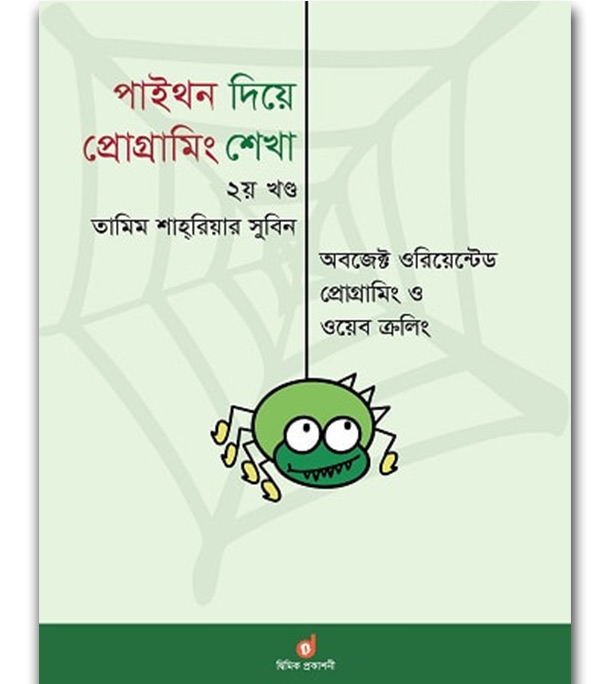 পাইথন দিয়ে
প্রোগ্রামিং শেখা
২য় খণ্ড
তামিম শাহ্‌রিয়ার সুবিন
অবজেক্ট ওরিয়েন্টেড
প্রোগ্রামিং ও
ওয়েব ক্রলিং
দ্বিমিক প্রকাশনী